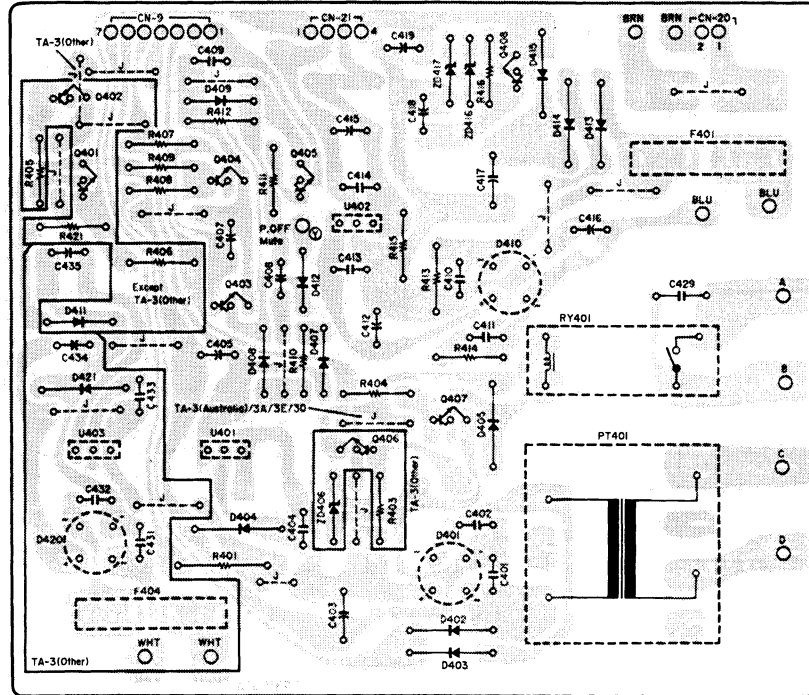 CN-9
7 1
CN-21
1 4
BRN BRN CN-20
2 1
TA-3(Other)
C409
C419
Q408
D415
J
ZD417
ZD416
R416
Q402
D409
R412
C418
J
J
C415
D414
D413
F401
R407
R405
Q401
R409
Q404
R411
Q405
C414
C417
R408
J
J
BLU BLU
U402
P.OFF
Mute
Y
R421
C407
R415
C416
D410
C435
R406
C408
D412
C413
R413
C410
Except
TA-3(Other)
Q403
C429
A
D411
C412
C411
RY401
C434
J
C405
D408
R410
D407
R414
B
D421
C433
R404
TA-3(Australia)/3A/3E/30
J
Q407
D405
J
U403
U401
Q406
PT401
TA-3(Other)
C
C432
J
ZD406
J
R403
D4201
C431
D404
C404
C402
D401
D
R401
C401
J
F404
C403
D402
WHT WHT
TA-3(Other)
D403